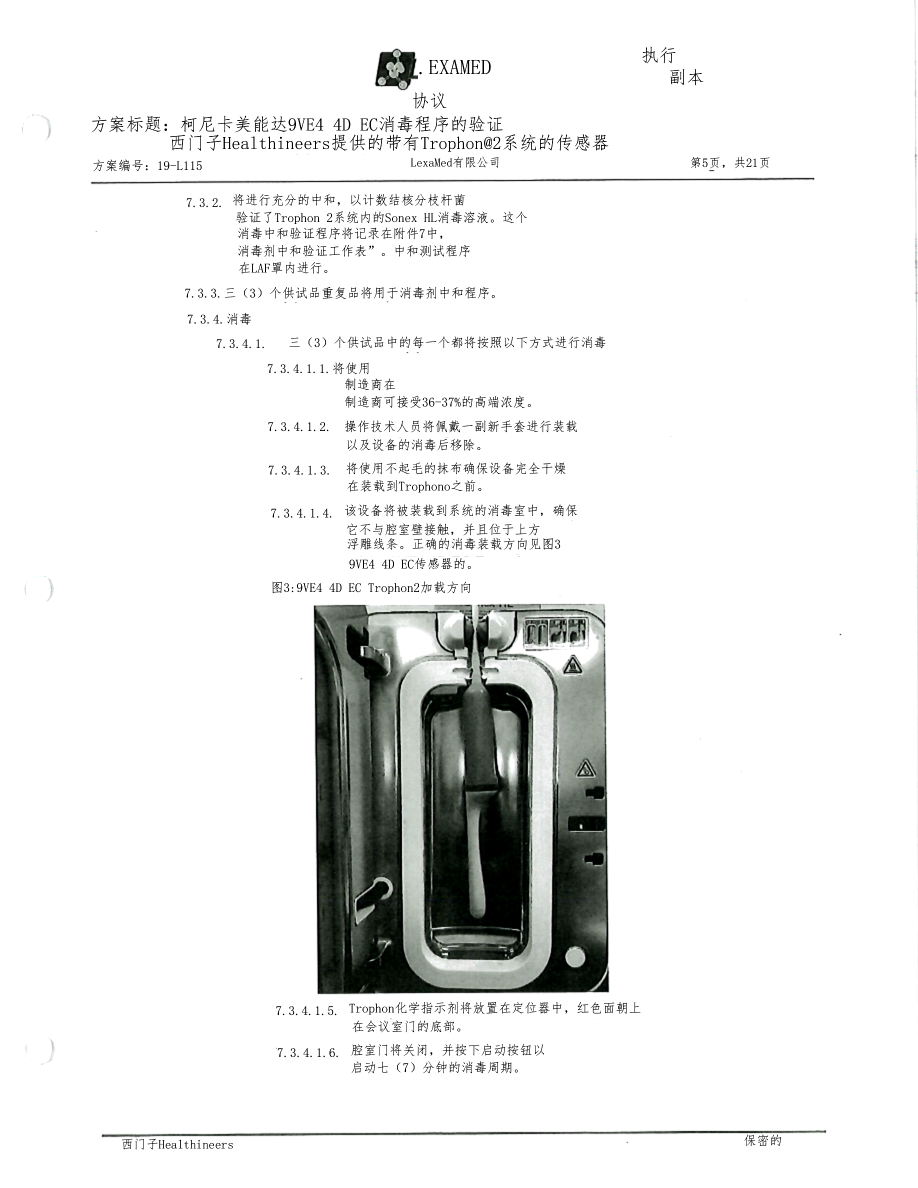 执行
副本
L.EXAMED
协议
方案标题：柯尼卡美能达9VE4 4D EC消毒程序的验证
西门子Healthineers提供的带有Trophon@2系统的传感器
方案编号：19-L115
LexaMed有限公司
第5页，共21页
7.3.2. 将进行充分的中和，以计数结核分枝杆菌
验证了Trophon 2系统内的Sonex HL消毒溶液。这个
消毒中和验证程序将记录在附件7中，
消毒剂中和验证工作表”。中和测试程序
在LAF罩内进行。
7.3.3.三（3）个供试品重复品将用于消毒剂中和程序。
7.3.4.消毒
7.3.4.1. 三（3）个供试品中的每一个都将按照以下方式进行消毒
7.3.4.1.1.将使用
制造商在
制造商可接受36-37%的高端浓度。
7.3.4.1.2. 操作技术人员将佩戴一副新手套进行装载
以及设备的消毒后移除。
7.3.4.1.3. 将使用不起毛的抹布确保设备完全干燥
在装载到Trophono之前。
7.3.4.1.4. 该设备将被装载到系统的消毒室中，确保
它不与腔室壁接触，并且位于上方
浮雕线条。正确的消毒装载方向见图3
9VE4 4D EC传感器的。
图3:9VE4 4D EC Trophon2加载方向
7.3.4.1.5. Trophon化学指示剂将放置在定位器中，红色面朝上
在会议室门的底部。
7.3.4.1.6. 腔室门将关闭，并按下启动按钮以
启动七（7）分钟的消毒周期。
西门子Healthineers
保密的